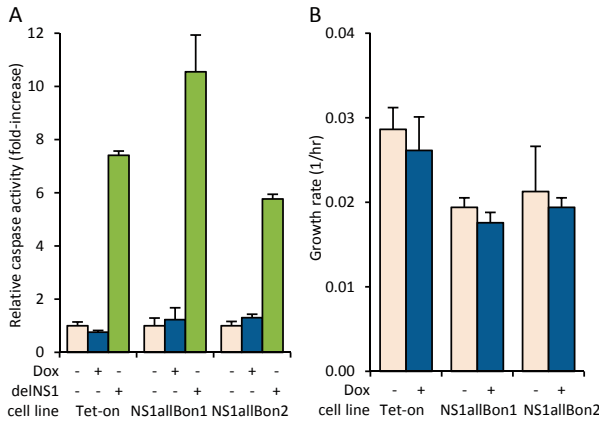 A
Relative caspase activity (fold-increase)
12
10
8
6
4
2
0
Dox - + - - + - - + -
delNS1 - - + - - + - - +
cell line Tet-on NS1allBon1 NS1allBon2
B
Growth rate (1/hr)
0.04
0.03
0.02
0.01
0.00
Dox - + - + - +
cell line Tet-on NS1allBon1 NS1allBon2